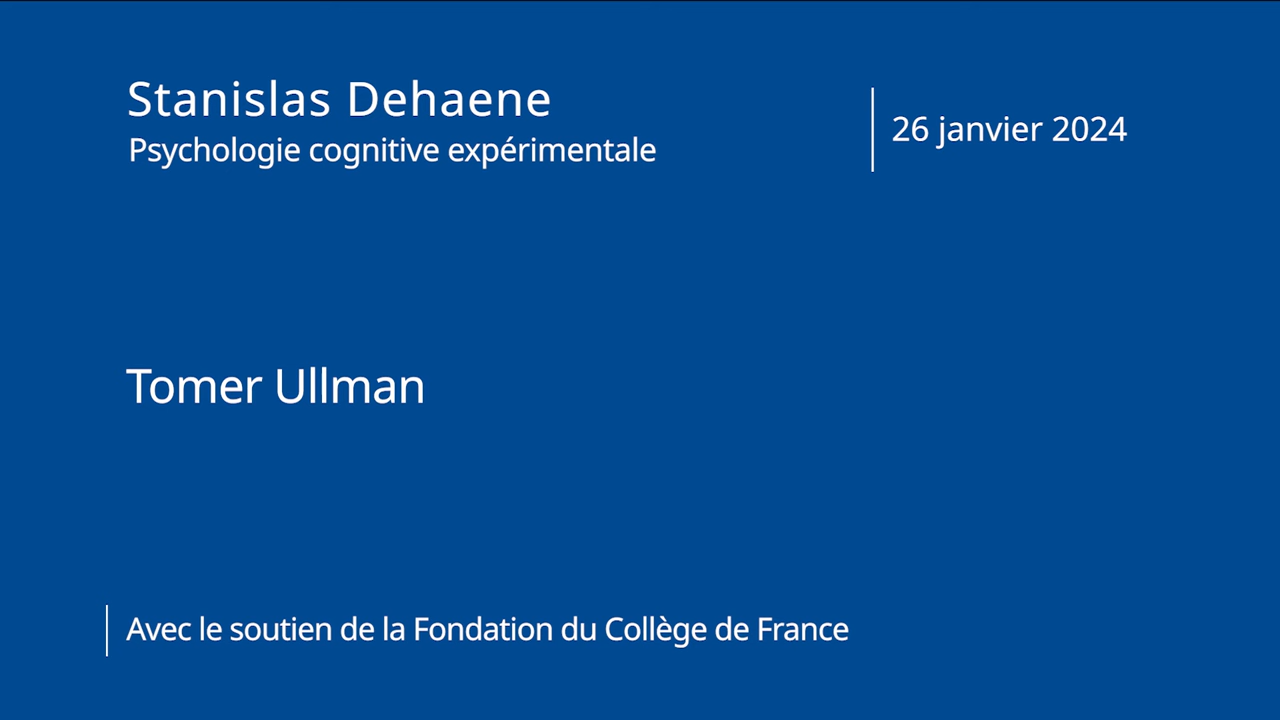 Stanislas Dehaene
Psychologie cognitive expérimentale
26 janvier 2024
Tomer Ullman
Avec le soutien de la Fondation du Collège de France